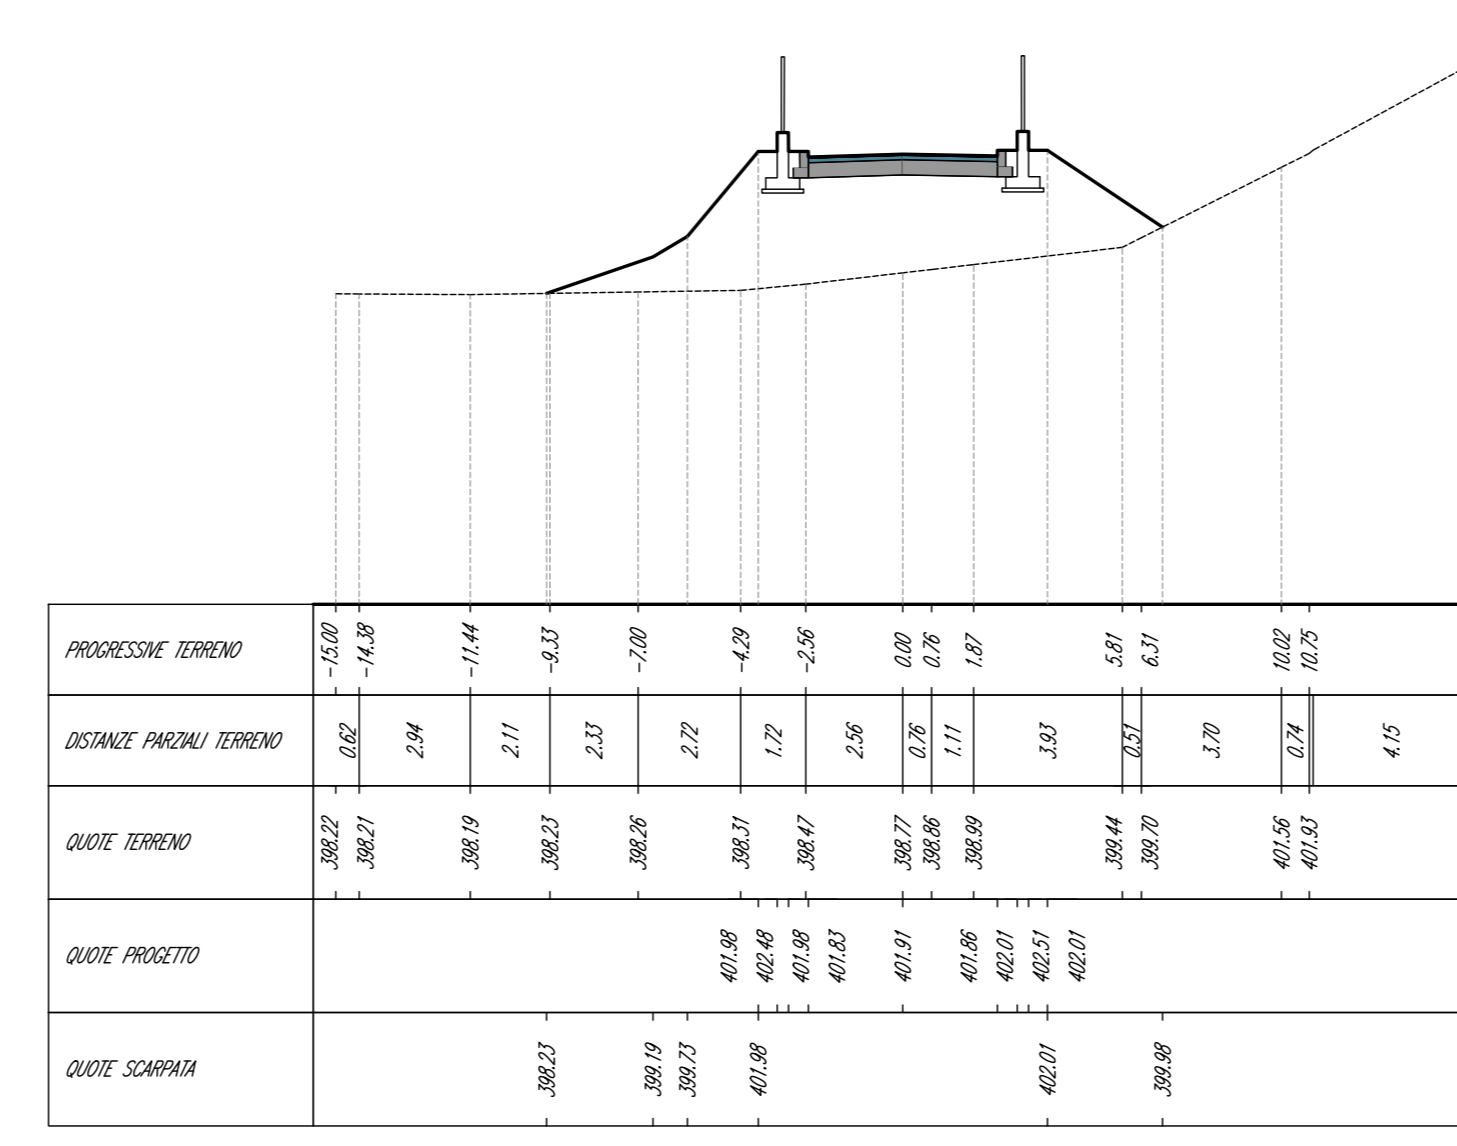 PROGRESSIVE TERRENO -15.00 -14.38 -11.44 -9.33 -7.00 -4.29 -2.56 0.00 0.76 1.87 5.81 6.31 10.02 10.75
DISTANZE PARZIALI TERRENO 0.62 2.94 2.11 2.33 2.72 1.72 2.56 0.76 1.11 3.93 0.51 3.70 0.74 4.15
QUOTE TERRENO 398.22 398.21 398.19 398.23 398.26 398.31 398.47 398.77 398.86 398.99 399.44 399.70 401.56 401.93
QUOTE PROGETTO 401.98 402.48 401.98 401.83 401.91 401.86 402.01 402.51 402.01
QUOTE SCARPATA 398.23 399.19 399.73 401.98 402.01 399.98